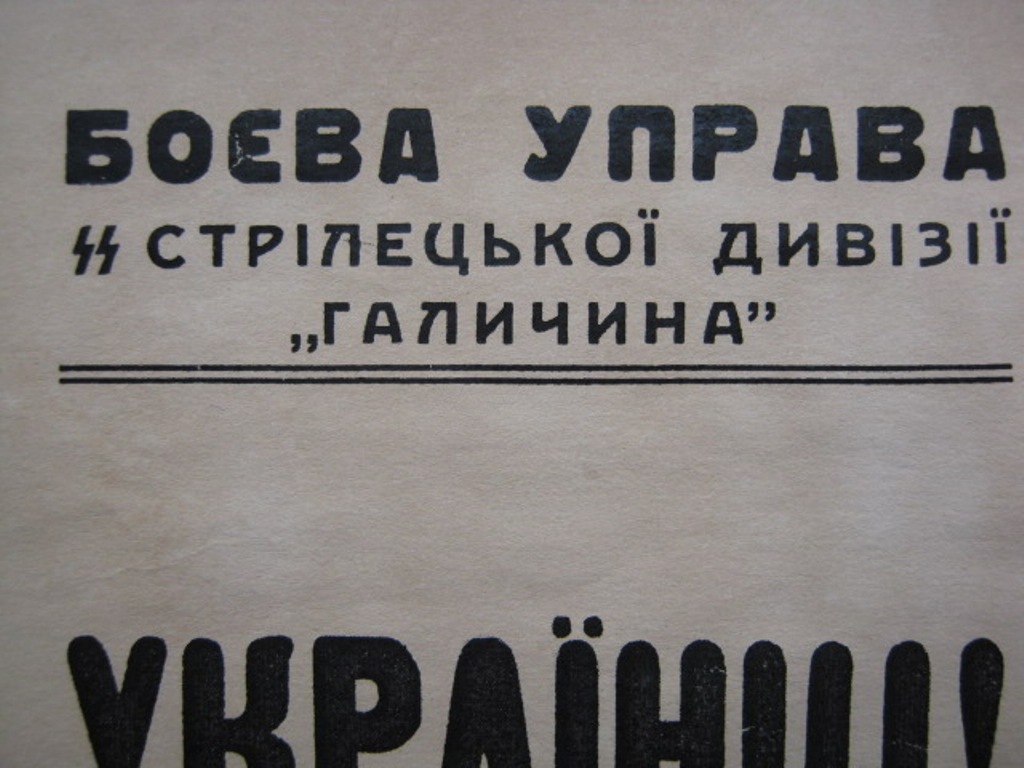 БОЄВА УПРАВА
ᛋᛋ СТРІЛЕЦЬКОЇ ДИВІЗІЇ
„ГАЛИЧИНА”
УКРАЇНЦІ!